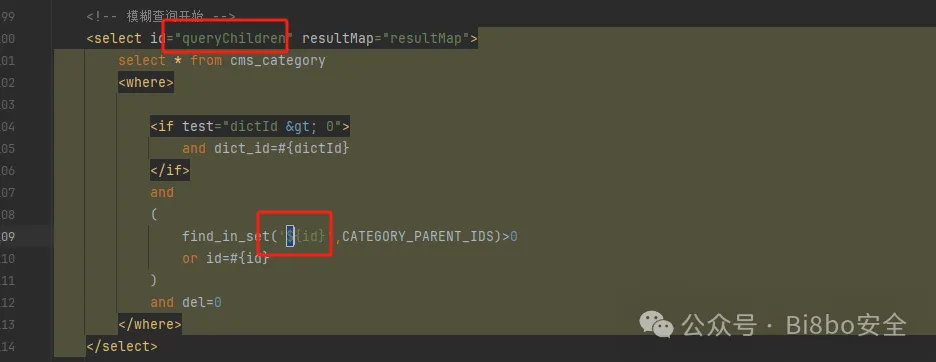 99 <!-- 模糊查询开始 -->
100 <select id="queryChildren" resultMap="resultMap">
101 select * from cms_category
102 <where>
103
104 <if test="dictId &gt; 0">
105 and dict_id=#{dictId}
106 </if>
107 and
108 (
109 find_in_set('${id}',CATEGORY_PARENT_IDS)>0
110 or id=#{id}
111 )
112 and del=0
113 </where>
114 </select>
公众号 · Bi8bo安全